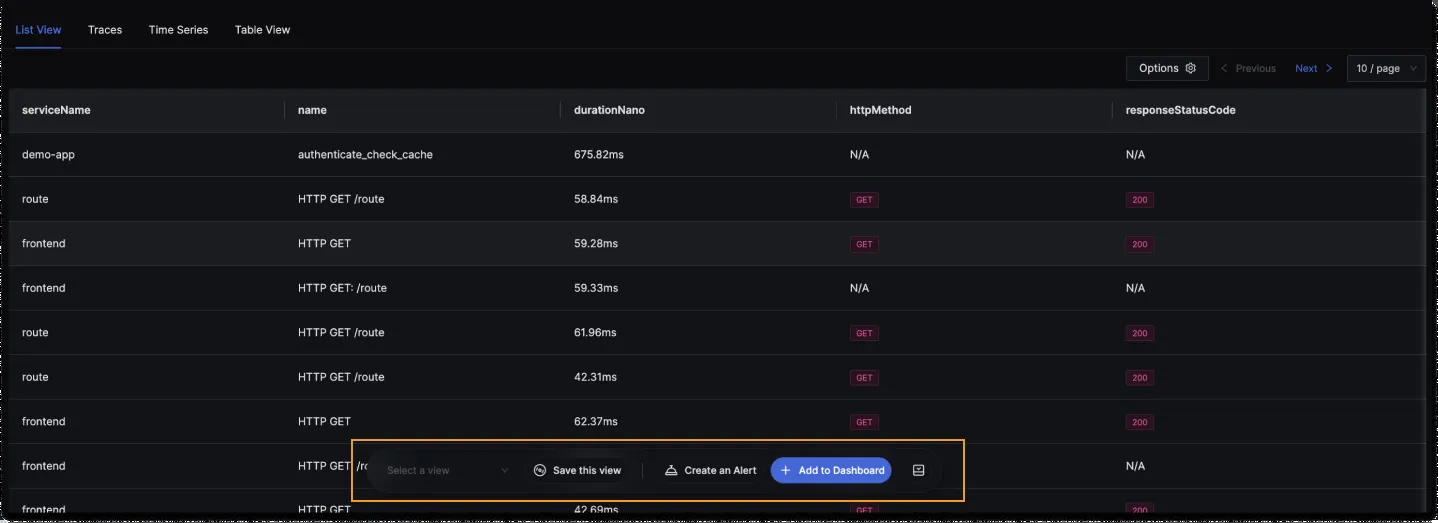 List View Traces Time Series Table View
Options Previous Next 10 / page
serviceName name durationNano httpMethod responseStatusCode
demo-app authenticate_check_cache 675.82ms N/A N/A
route HTTP GET /route 58.84ms GET 200
frontend HTTP GET 59.28ms GET 200
frontend HTTP GET: /route 59.33ms N/A N/A
route HTTP GET /route 61.96ms GET 200
route HTTP GET /route 42.31ms GET 200
frontend HTTP GET 62.37ms GET 200
frontend HTTP GET N/A
Select a view Save this view Create an Alert Add to Dashboard
frontend HTTP GET 42.69ms GET 200